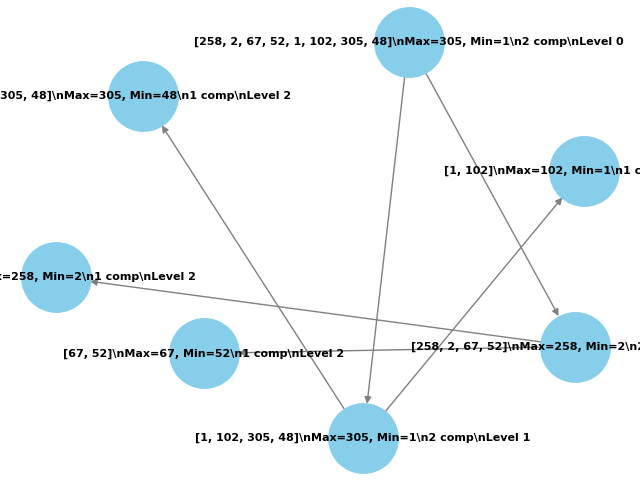 [258, 2, 67, 52, 1, 102, 305, 48]\nMax=305, Min=1\n2 comp\nLevel 0
305, 48]\nMax=305, Min=48\n1 comp\nLevel 2
[1, 102]\nMax=102, Min=1\n1 c
x=258, Min=2\n1 comp\nLevel 2
[258, 2, 67, 52]\nMax=258, Min=2\n2
[67, 52]\nMax=67, Min=52\n1 comp\nLevel 2
[1, 102, 305, 48]\nMax=305, Min=1\n2 comp\nLevel 1